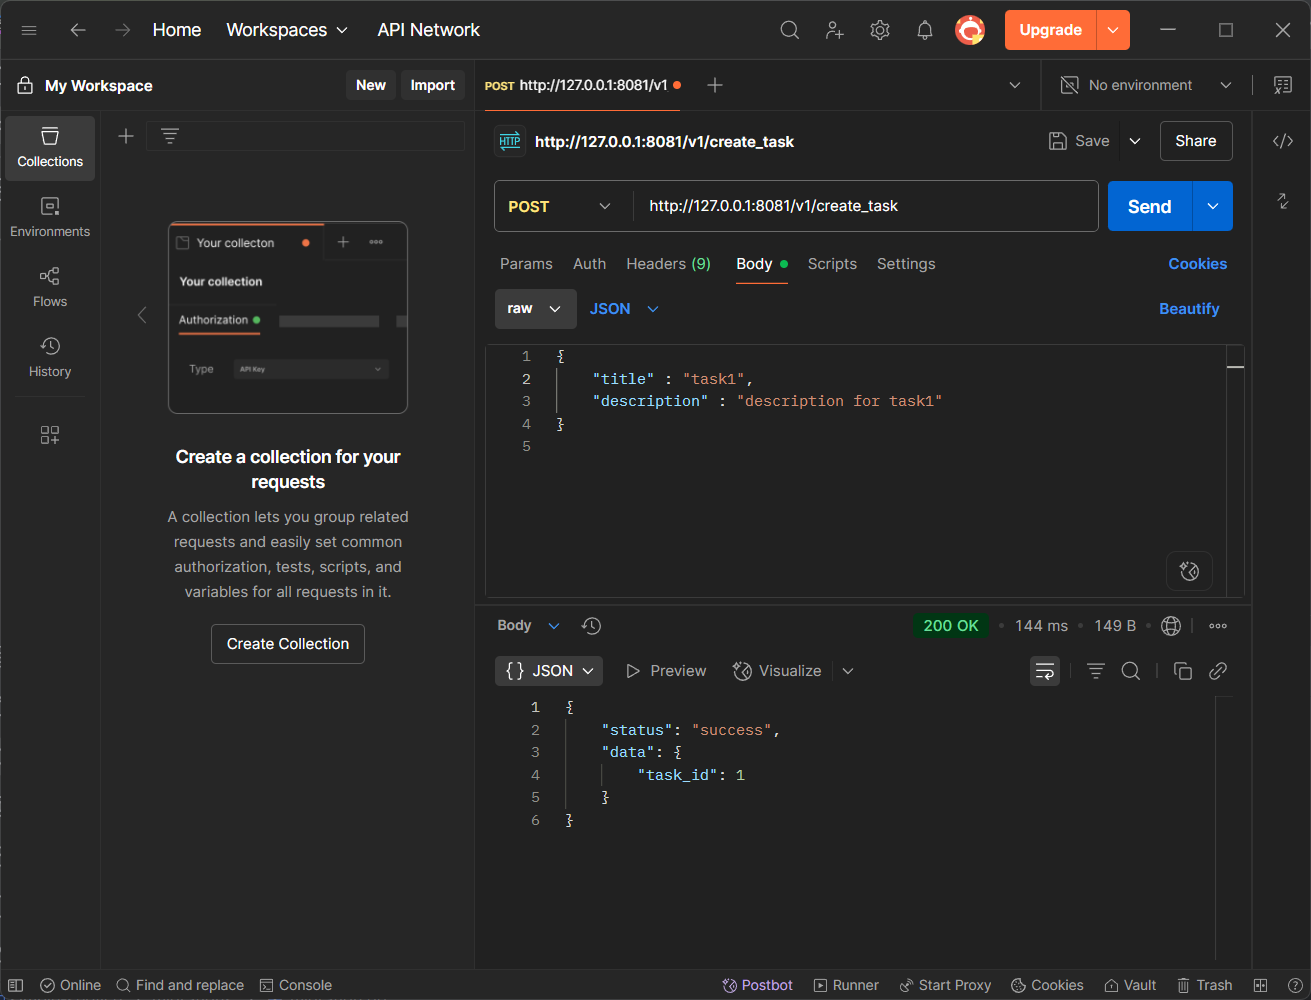 Home Workspaces API Network Upgrade
My Workspace New Import
POST http://127.0.0.1:8081/v1 No environment
Collections
Environments
Flows
History
Your collecton
Your collection
Authorization
Type API Key
Create a collection for your
requests
A collection lets you group related
requests and easily set common
authorization, tests, scripts, and
variables for all requests in it.
Create Collection
HTTP http://127.0.0.1:8081/v1/create_task Save Share
POST http://127.0.0.1:8081/v1/create_task Send
Params Auth Headers (9) Body Scripts Settings Cookies
raw JSON Beautify
1 {
2 "title" : "task1",
3 "description" : "description for task1"
4 }
5
Body 200 OK 144 ms 149 B
{} JSON Preview Visualize
1 {
2 "status": "success",
3 "data": {
4 "task_id": 1
5 }
6 }
Online Find and replace Console Postbot Runner Start Proxy Cookies Vault Trash